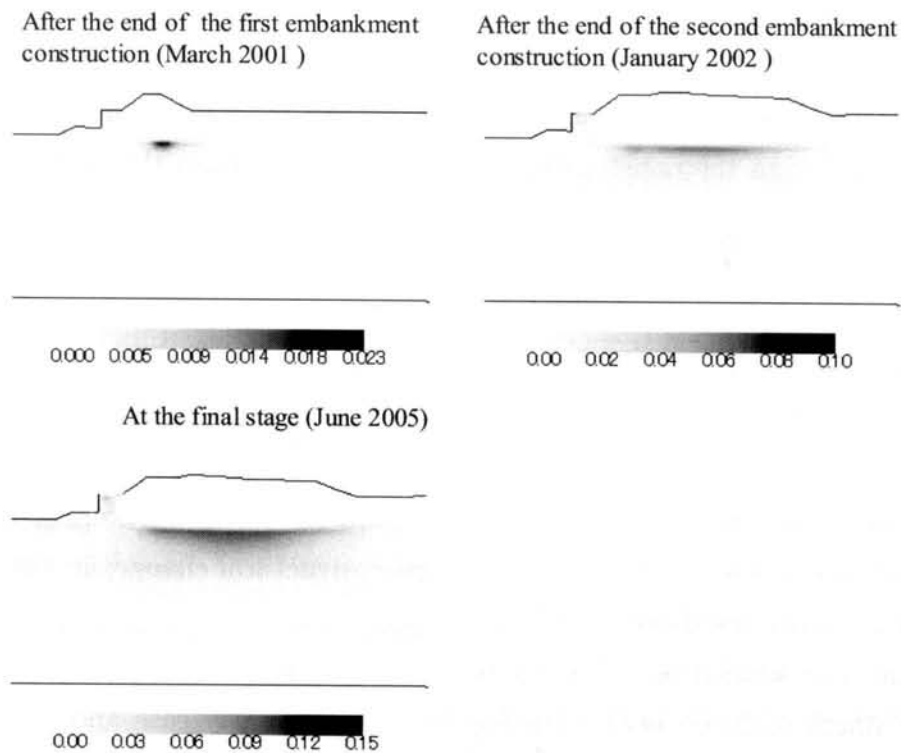 After the end of the first embankment
construction (March 2001 )
After the end of the second embankment
construction (January 2002 )
0.000 0.005 0.009 0.014 0.018 0.023
0.00 0.02 0.04 0.06 0.08 0.10
At the final stage (June 2005)
0.00 0.03 0.06 0.09 0.12 0.15